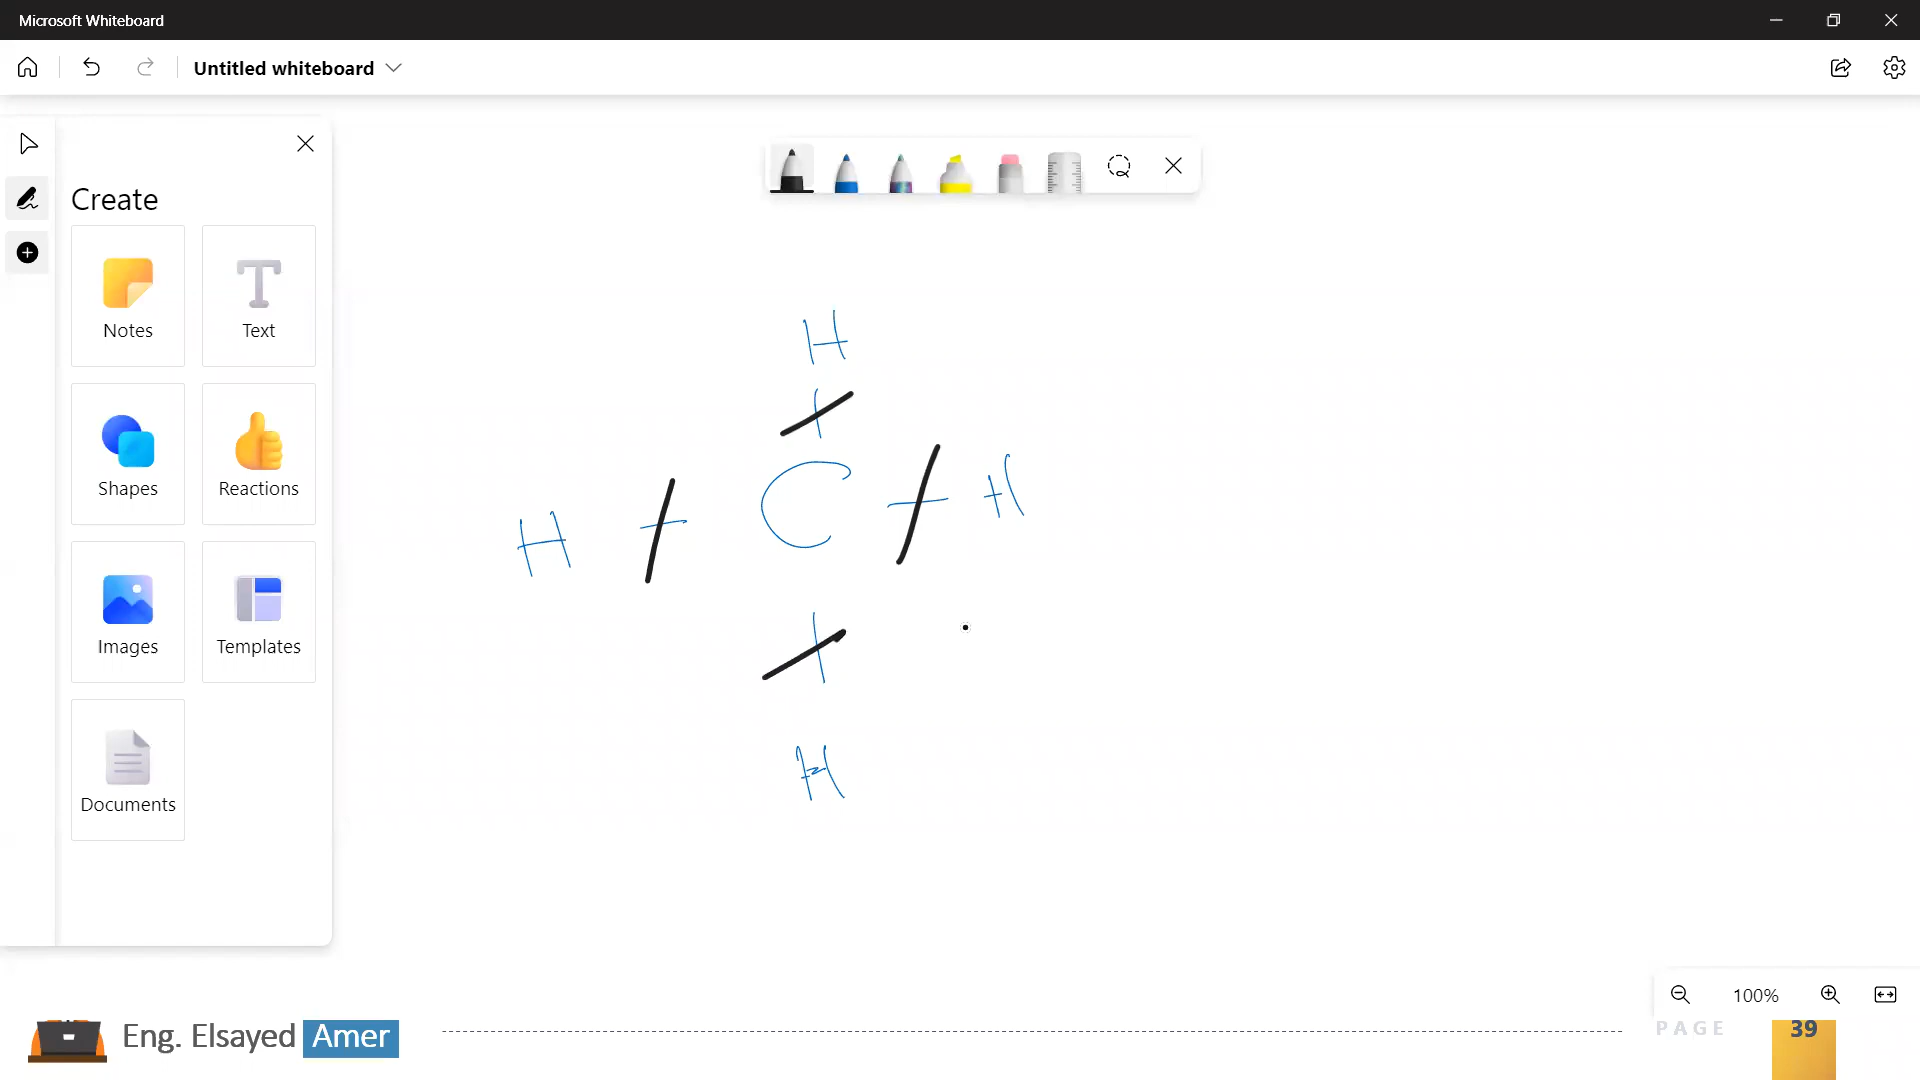 Microsoft Whiteboard
Untitled whiteboard
Create
Notes
Text
Shapes
Reactions
Images
Templates
Documents
H
H
C
H
H
100%
Eng. Elsayed Amer
PAGE
39